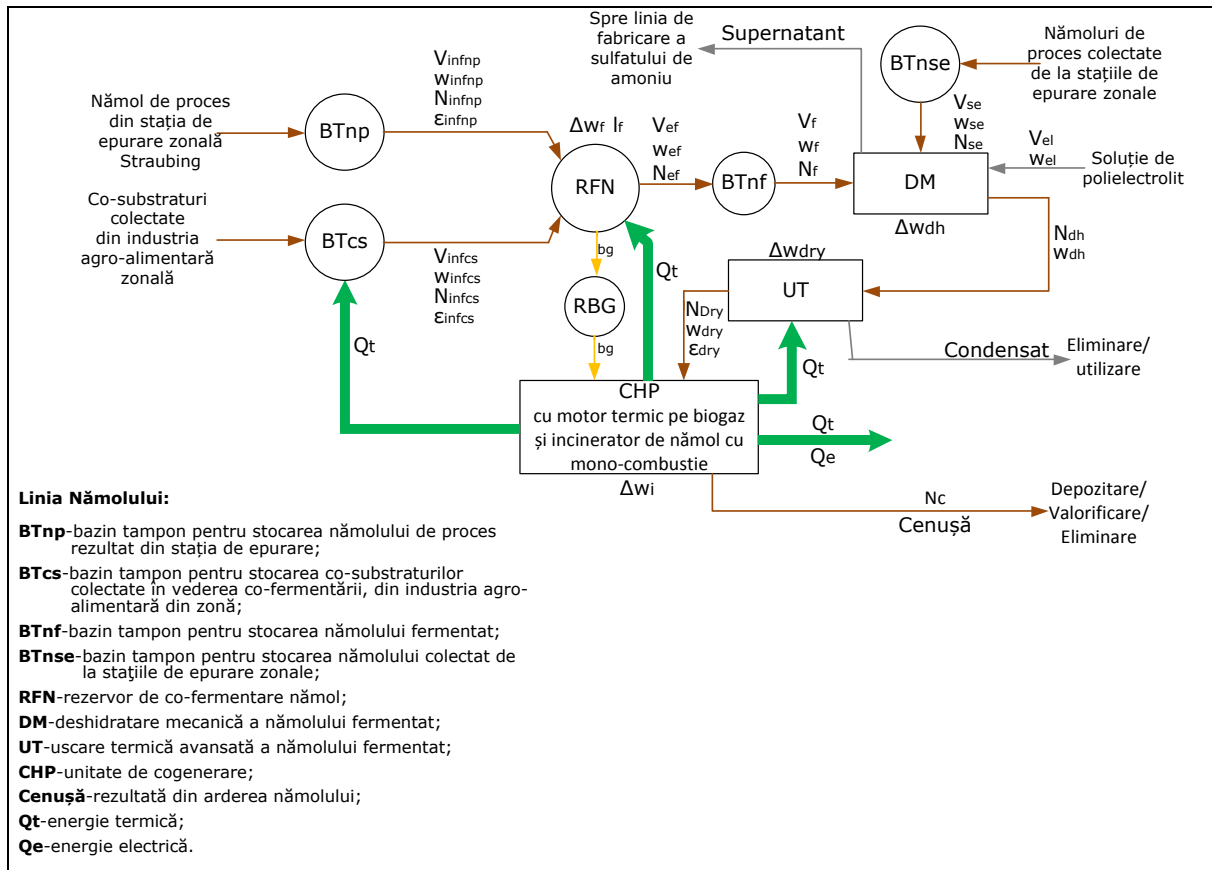 Spre linia de
fabricare a
sulfatului de
amoniu
Supernatant
BTnse
Nămoluri de
proces colectate
de la stațiile de
epurare zonale
Nămol de proces
din stația de
epurare zonală
Straubing
BTnp
Vinfnp
winfnp
Ninfnp
εinfnp
Δwf If
RFN
Vef
wef
Nef
BTnf
Vf
wf
Nf
Vse
wse
Nse
DM
Δwdh
Vel
wel
Soluție de
polielectrolit
Co-substraturi
colectate
din industria
agro-alimentară
zonală
BTcs
Vinfcs
winfcs
Ninfcs
εinfcs
bg
RBG
bg
Qt
Δwdry
UT
Ndh
wdh
NDry
wdry
εdry
Qt
Qt
Condensat
Eliminare/
utilizare
CHP
cu motor termic pe biogaz
și incinerator de nămol cu
mono-combustie
Δwi
Qt
Qe
Nc
Cenușă
Depozitare/
Valorificare/
Eliminare
Linia Nămolului:
BTnp-bazin tampon pentru stocarea nămolului de proces
rezultat din stația de epurare;
BTcs-bazin tampon pentru stocarea co-substraturilor
colectate în vederea co-fermentării, din industria agro-
alimentară din zonă;
BTnf-bazin tampon pentru stocarea nămolului fermentat;
BTnse-bazin tampon pentru stocarea nămolului colectat de
la staţiile de epurare zonale;
RFN-rezervor de co-fermentare nămol;
DM-deshidratare mecanică a nămolului fermentat;
UT-uscare termică avansată a nămolului fermentat;
CHP-unitate de cogenerare;
Cenușă-rezultată din arderea nămolului;
Qt-energie termică;
Qe-energie electrică.